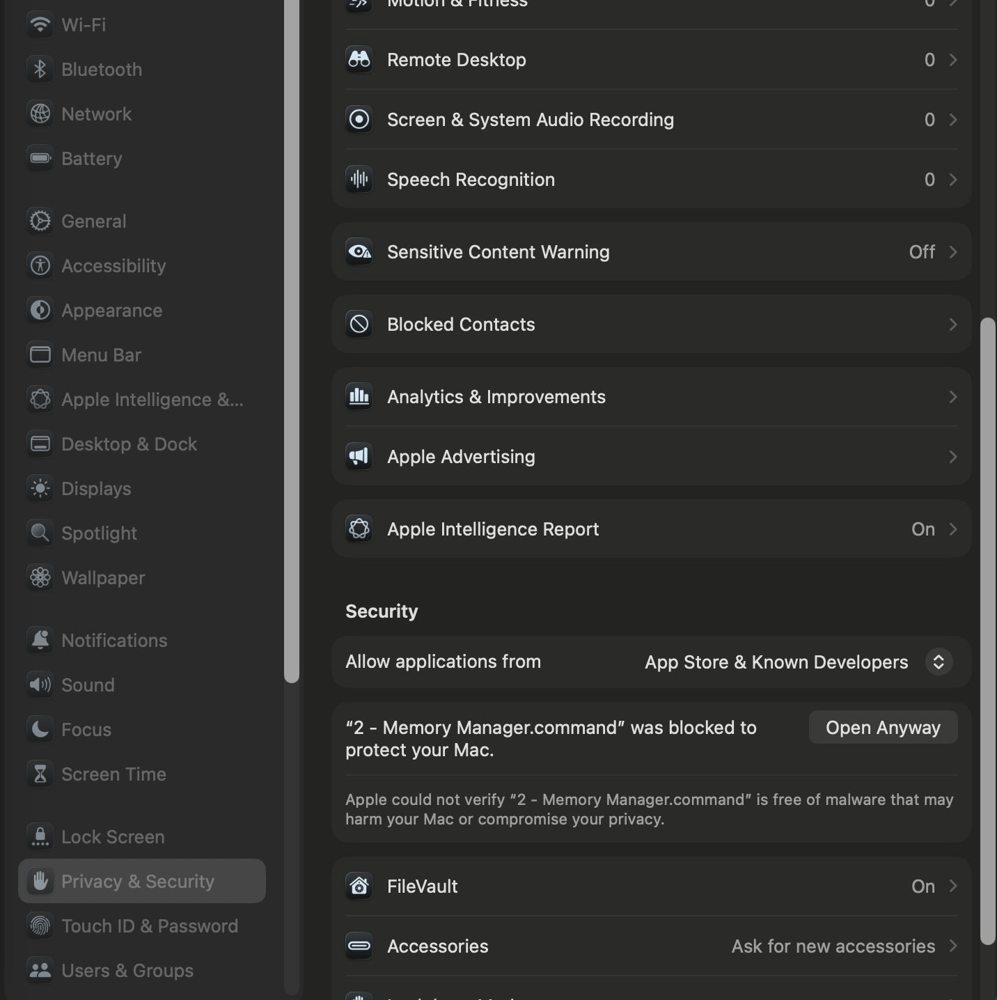 Wi-Fi
Bluetooth
Network
Battery
General
Accessibility
Appearance
Menu Bar
Apple Intelligence &...
Desktop & Dock
Displays
Spotlight
Wallpaper
Notifications
Sound
Focus
Screen Time
Lock Screen
Privacy & Security
Touch ID & Password
Users & Groups
Motion & Fitness 0
Remote Desktop 0
Screen & System Audio Recording 0
Speech Recognition 0
Sensitive Content Warning Off
Blocked Contacts
Analytics & Improvements
Apple Advertising
Apple Intelligence Report On
Security
Allow applications from App Store & Known Developers
“2 - Memory Manager.command” was blocked to
protect your Mac.
Open Anyway
Apple could not verify “2 - Memory Manager.command” is free of malware that may
harm your Mac or compromise your privacy.
FileVault On
Accessories Ask for new accessories